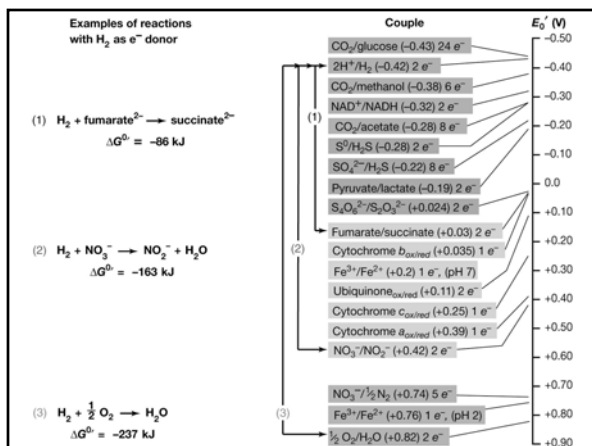 Examples of reactions
with H₂ as e⁻ donor
(1) H₂ + fumarate²⁻ → succinate²⁻
ΔG⁰′ = −86 kJ
(2) H₂ + NO₃⁻ → NO₂⁻ + H₂O
ΔG⁰′ = −163 kJ
(3) H₂ + ½ O₂ → H₂O
ΔG⁰′ = −237 kJ
(1)
(2)
(3)
Couple
CO₂/glucose (−0.43) 24 e⁻
2H⁺/H₂ (−0.42) 2 e⁻
CO₂/methanol (−0.38) 6 e⁻
NAD⁺/NADH (−0.32) 2 e⁻
CO₂/acetate (−0.28) 8 e⁻
S⁰/H₂S (−0.28) 2 e⁻
SO₄²⁻/H₂S (−0.22) 8 e⁻
Pyruvate/lactate (−0.19) 2 e⁻
S₄O₆²⁻/S₂O₃²⁻ (+0.024) 2 e⁻
Fumarate/succinate (+0.03) 2 e⁻
Cytochrome b ox/red (+0.035) 1 e⁻
Fe³⁺/Fe²⁺ (+0.2) 1 e⁻, (pH 7)
Ubiquinone ox/red (+0.11) 2 e⁻
Cytochrome c ox/red (+0.25) 1 e⁻
Cytochrome a ox/red (+0.39) 1 e⁻
NO₃⁻/NO₂⁻ (+0.42) 2 e⁻
NO₃⁻/½ N₂ (+0.74) 5 e⁻
Fe³⁺/Fe²⁺ (+0.76) 1 e⁻, (pH 2)
½ O₂/H₂O (+0.82) 2 e⁻
E₀′ (V)
−0.50
−0.40
−0.30
−0.20
−0.10
0.0
+0.10
+0.20
+0.30
+0.40
+0.50
+0.60
+0.70
+0.80
+0.90